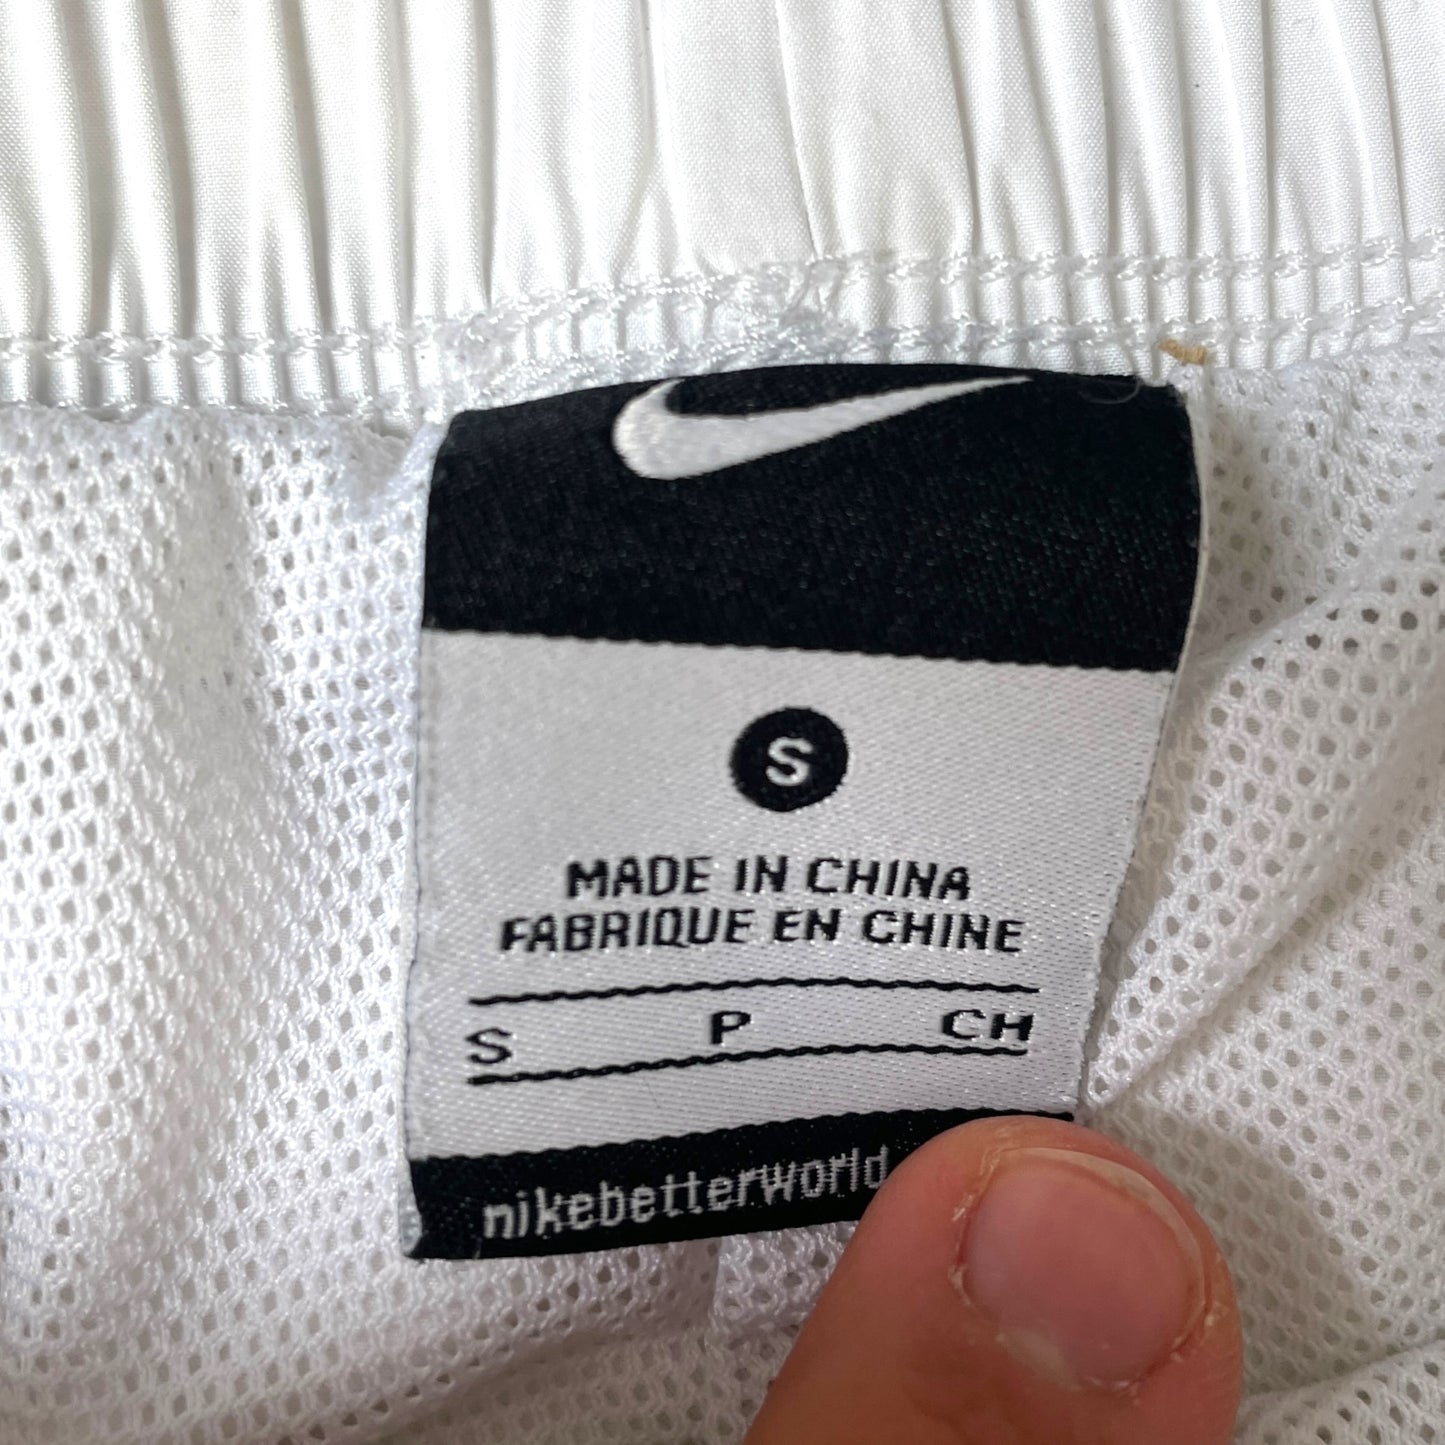 S
MADE IN CHINA
FABRIQUE EN CHINE
S P CH
nikebetterworld